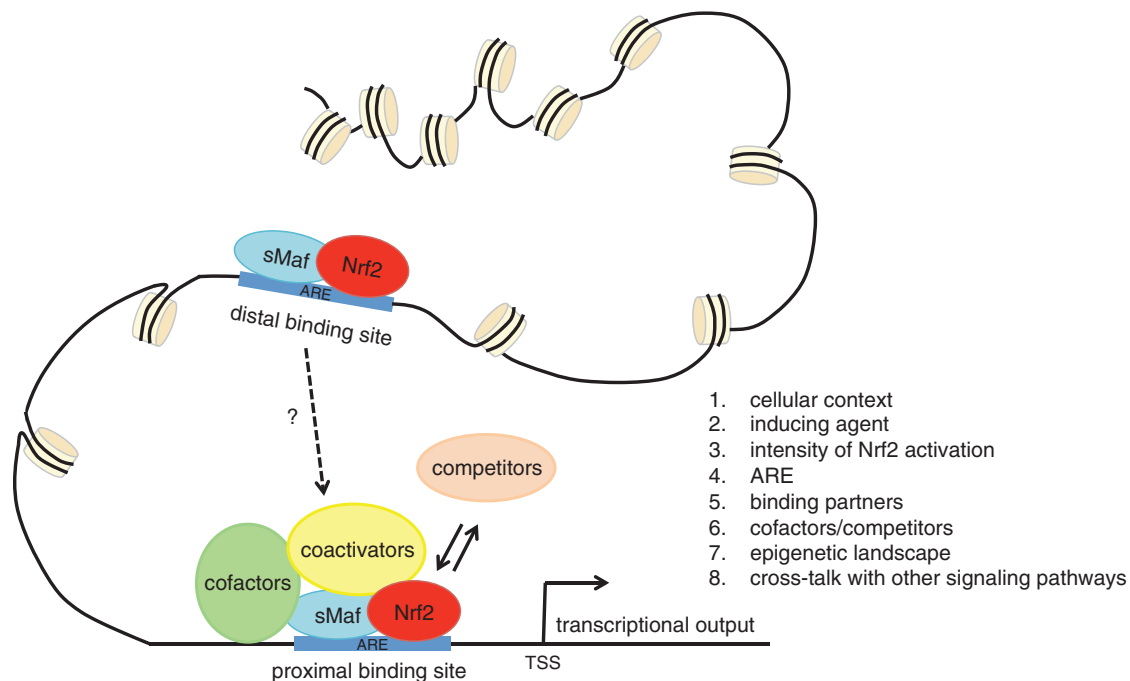 sMaf
Nrf2
ARE
distal binding site
?
competitors
coactivators
cofactors
sMaf
Nrf2
ARE
proximal binding site
TSS
transcriptional output
1. cellular context
2. inducing agent
3. intensity of Nrf2 activation
4. ARE
5. binding partners
6. cofactors/competitors
7. epigenetic landscape
8. cross-talk with other signaling pathways